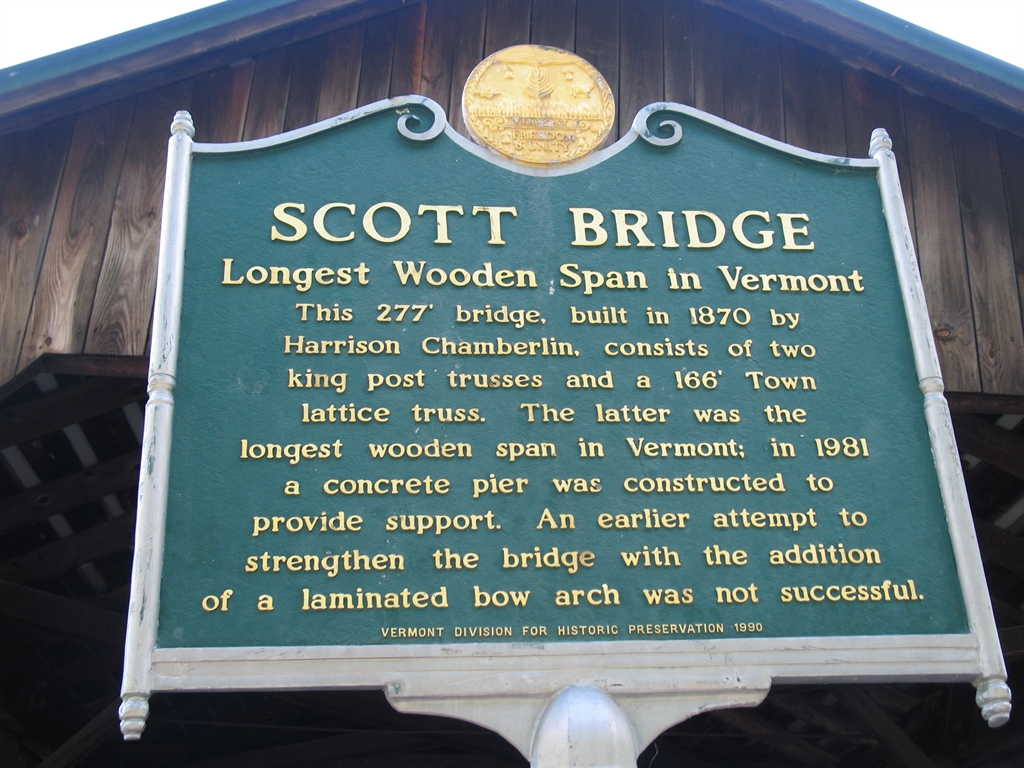 VERMONT
FREEDOM
& UNITY
SCOTT BRIDGE
Longest Wooden Span in Vermont
This 277' bridge, built in 1870 by
Harrison Chamberlin, consists of two
king post trusses and a 166' Town
lattice truss. The latter was the
longest wooden span in Vermont; in 1981
a concrete pier was constructed to
provide support. An earlier attempt to
strengthen the bridge with the addition
of a laminated bow arch was not successful.
VERMONT DIVISION FOR HISTORIC PRESERVATION 1990